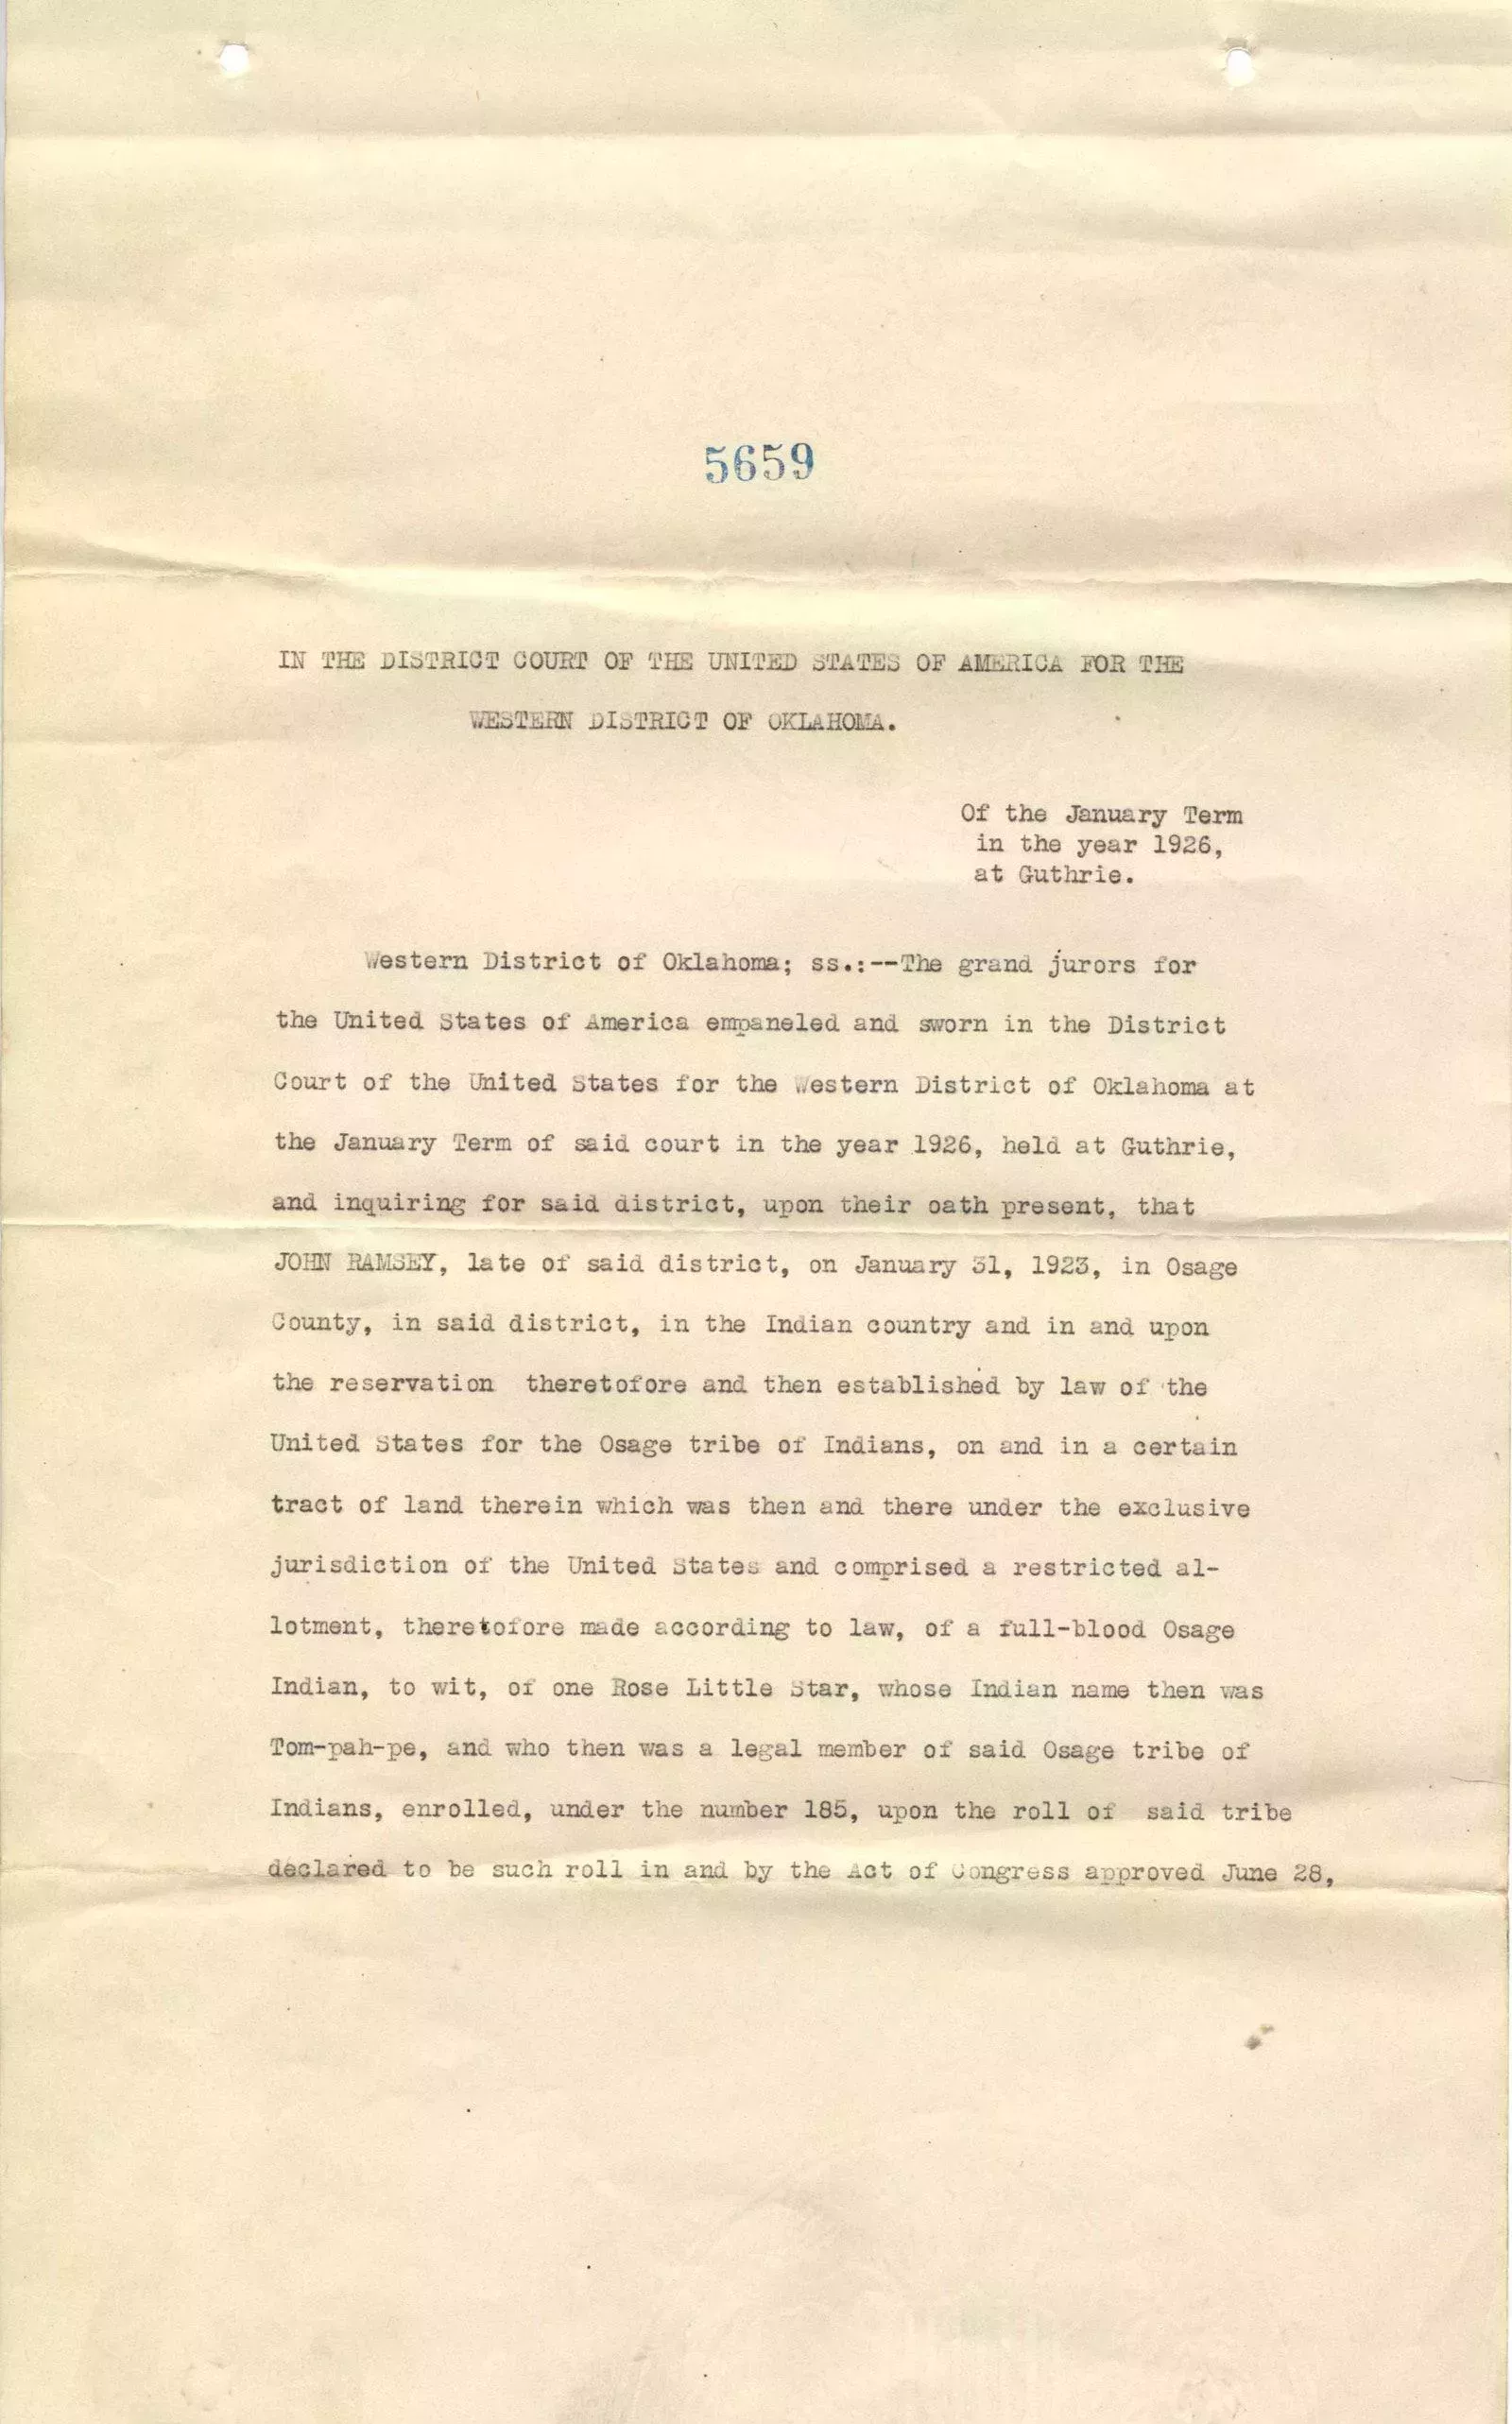 5659
IN THE DISTRICT COURT OF THE UNITED STATES OF AMERICA FOR THE
WESTERN DISTRICT OF OKLAHOMA.
Of the January Term
in the year 1926,
at Guthrie.
Western District of Oklahoma; ss.:--The grand jurors for
the United States of America empaneled and sworn in the District
Court of the United States for the Western District of Oklahoma at
the January Term of said court in the year 1926, held at Guthrie,
and inquiring for said district, upon their oath present, that
JOHN RAMSEY, late of said district, on January 31, 1923, in Osage
County, in said district, in the Indian country and in and upon
the reservation theretofore and then established by law of the
United States for the Osage tribe of Indians, on and in a certain
tract of land therein which was then and there under the exclusive
jurisdiction of the United States and comprised a restricted al-
lotment, theretofore made according to law, of a full-blood Osage
Indian, to wit, of one Rose Little Star, whose Indian name then was
Tom-pah-pe, and who then was a legal member of said Osage tribe of
Indians, enrolled, under the number 185, upon the roll of said tribe
declared to be such roll in and by the Act of Congress approved June 28,